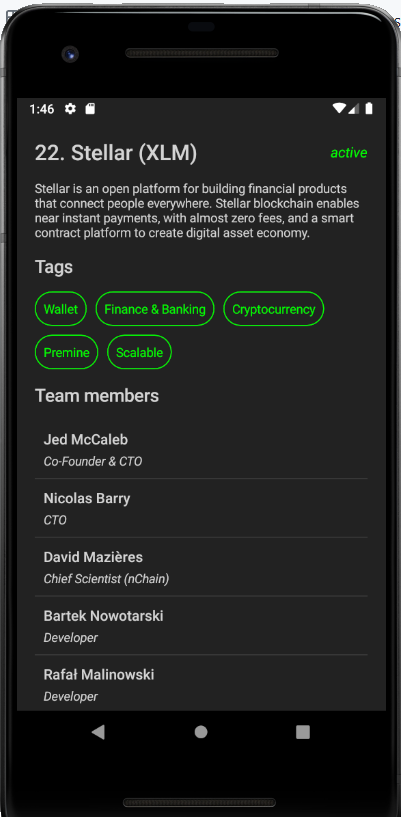 1:46
22. Stellar (XLM) active
Stellar is an open platform for building financial products
that connect people everywhere. Stellar blockchain enables
near instant payments, with almost zero fees, and a smart
contract platform to create digital asset economy.
Tags
Wallet Finance & Banking Cryptocurrency
Premine Scalable
Team members
Jed McCaleb
Co-Founder & CTO
Nicolas Barry
CTO
David Mazières
Chief Scientist (nChain)
Bartek Nowotarski
Developer
Rafał Malinowski
Developer